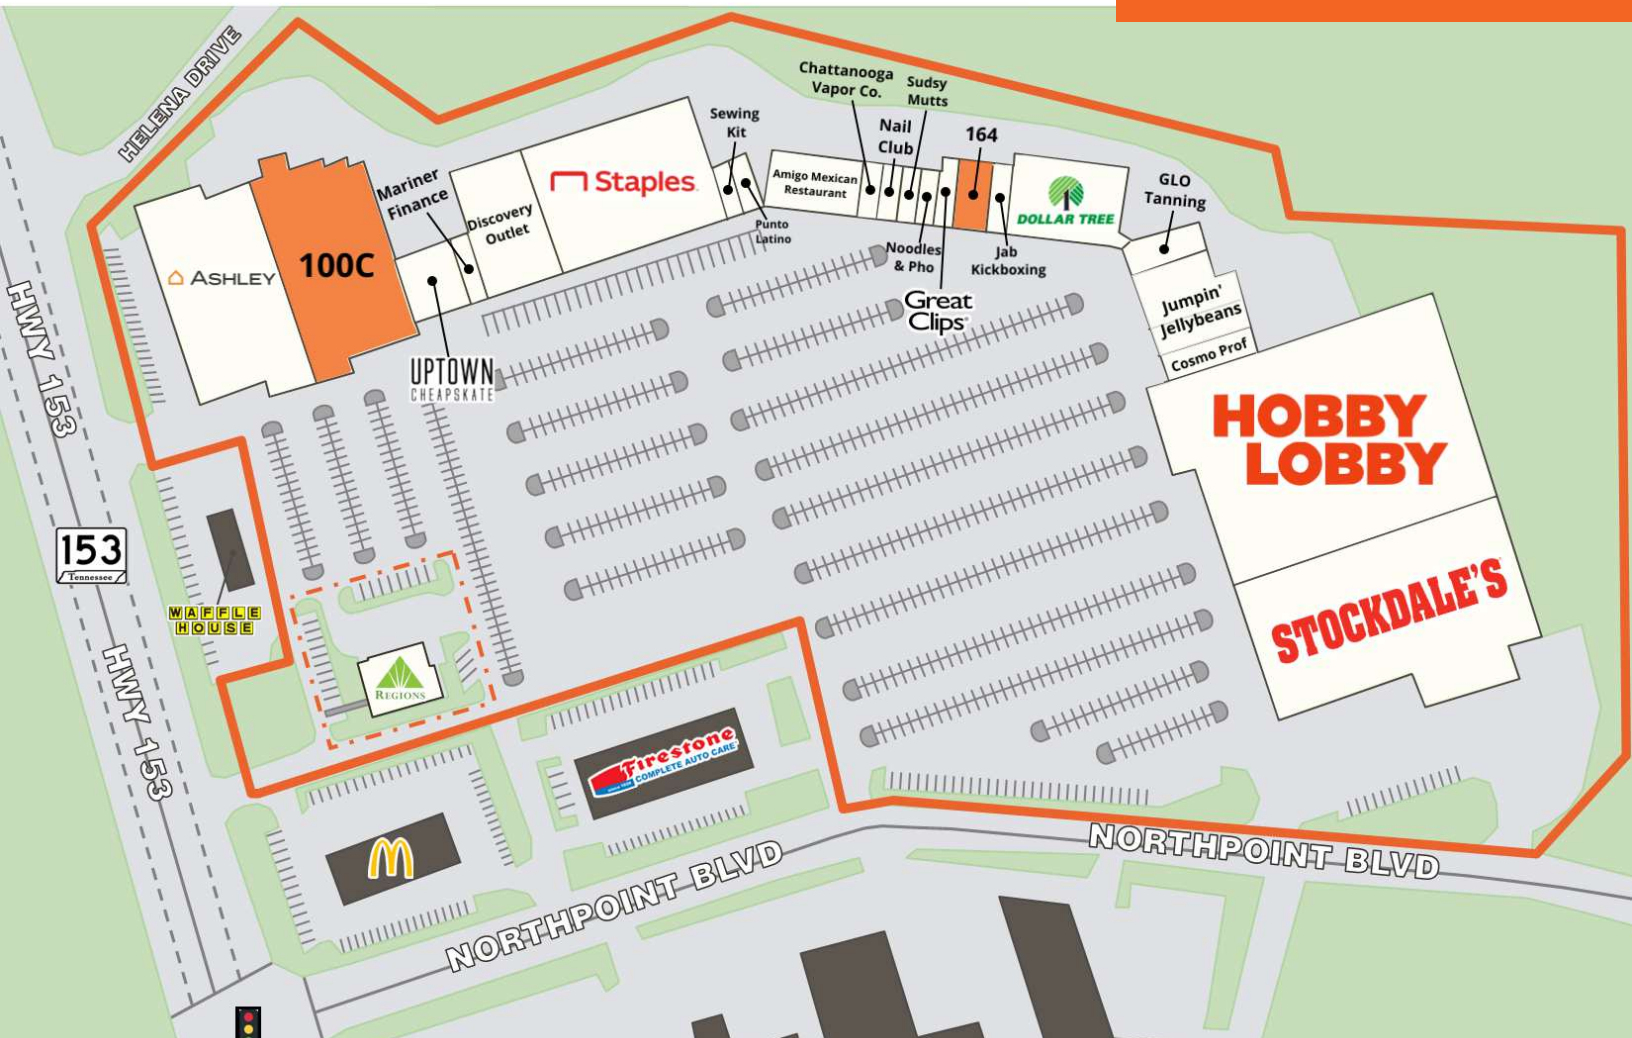 HELENA DRIVE
HWY 153
HWY 153
153
Tennessee
ASHLEY
100C
Mariner
Finance
UPTOWN
CHEAPSKATE
Discovery
Outlet
Staples
Sewing
Kit
Punto
Latino
Amigo Mexican
Restaurant
Chattanooga
Vapor Co.
Nail
Club
Sudsy
Mutts
Noodles
& Pho
Great
Clips
164
Jab
Kickboxing
DOLLAR TREE
GLO
Tanning
Jumpin'
Jellybeans
Cosmo Prof
HOBBY
LOBBY
STOCKDALE'S
WAFFLE
HOUSE
REGIONS
Firestone
COMPLETE AUTO CARE
NORTHPOINT BLVD
NORTHPOINT BLVD